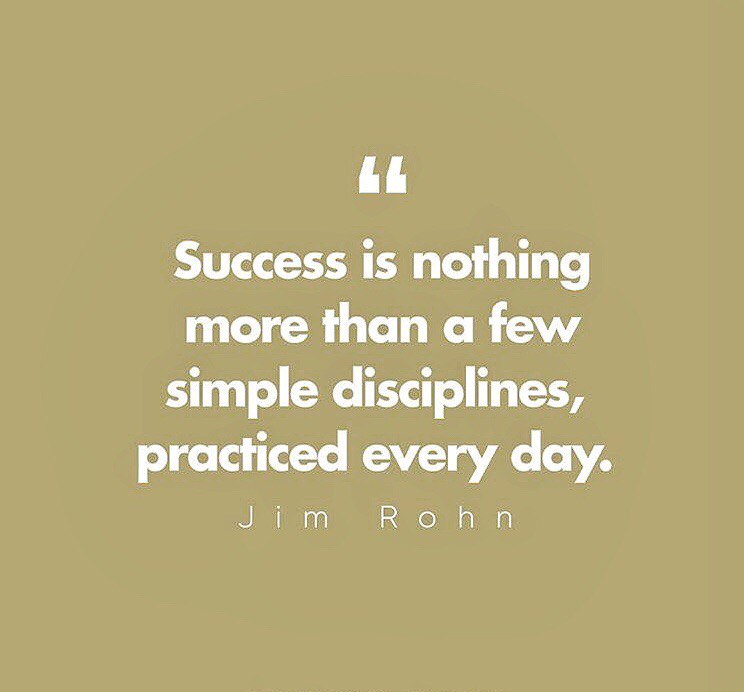 “
Success is nothing
more than a few
simple disciplines,
practiced every day.
Jim Rohn